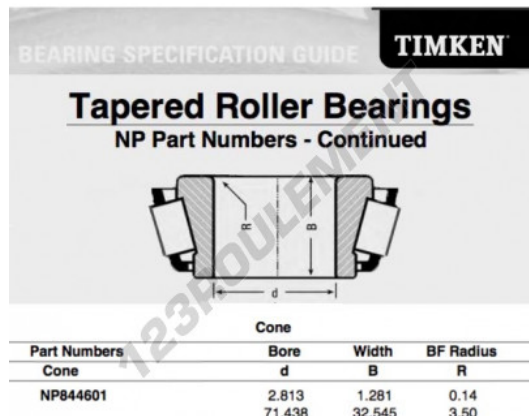 BEARING SPECIFICATION GUIDE
TIMKEN
Tapered Roller Bearings
NP Part Numbers - Continued
R
B
d
123ROULEMENT
Cone
Part Numbers Bore Width BF Radius
Cone d B R
NP844601 2.813 1.281 0.14
71.438 32.545 3.50